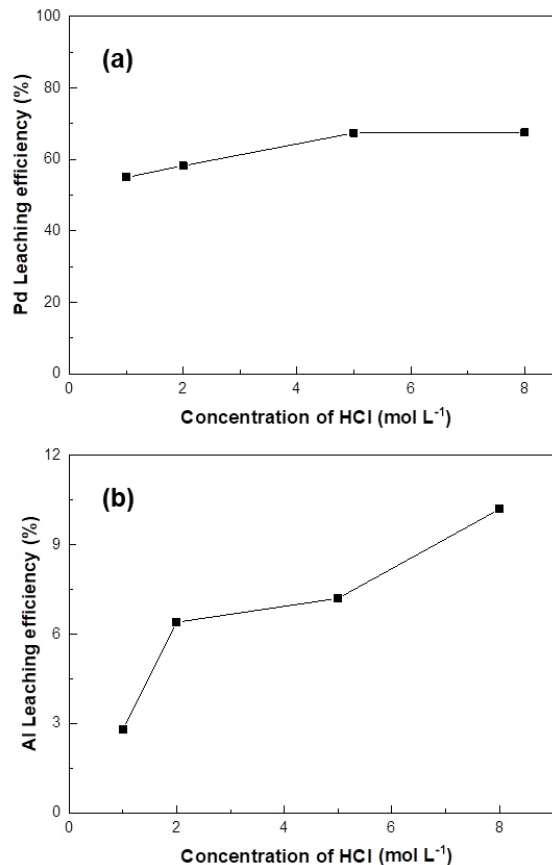 (a)
Pd Leaching efficiency (%)
100
80
60
40
20
0
0 2 4 6 8
Concentration of HCl (mol L⁻¹)
(b)
Al Leaching efficiency (%)
12
9
6
3
0
0 2 4 6 8
Concentration of HCl (mol L⁻¹)